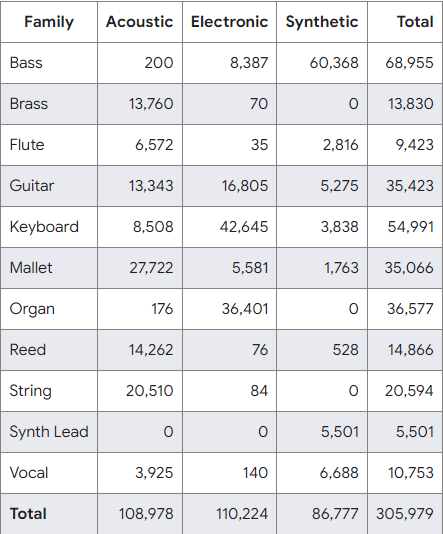 Family Acoustic Electronic Synthetic Total
Bass 200 8,387 60,368 68,955
Brass 13,760 70 0 13,830
Flute 6,572 35 2,816 9,423
Guitar 13,343 16,805 5,275 35,423
Keyboard 8,508 42,645 3,838 54,991
Mallet 27,722 5,581 1,763 35,066
Organ 176 36,401 0 36,577
Reed 14,262 76 528 14,866
String 20,510 84 0 20,594
Synth Lead 0 0 5,501 5,501
Vocal 3,925 140 6,688 10,753
Total 108,978 110,224 86,777 305,979